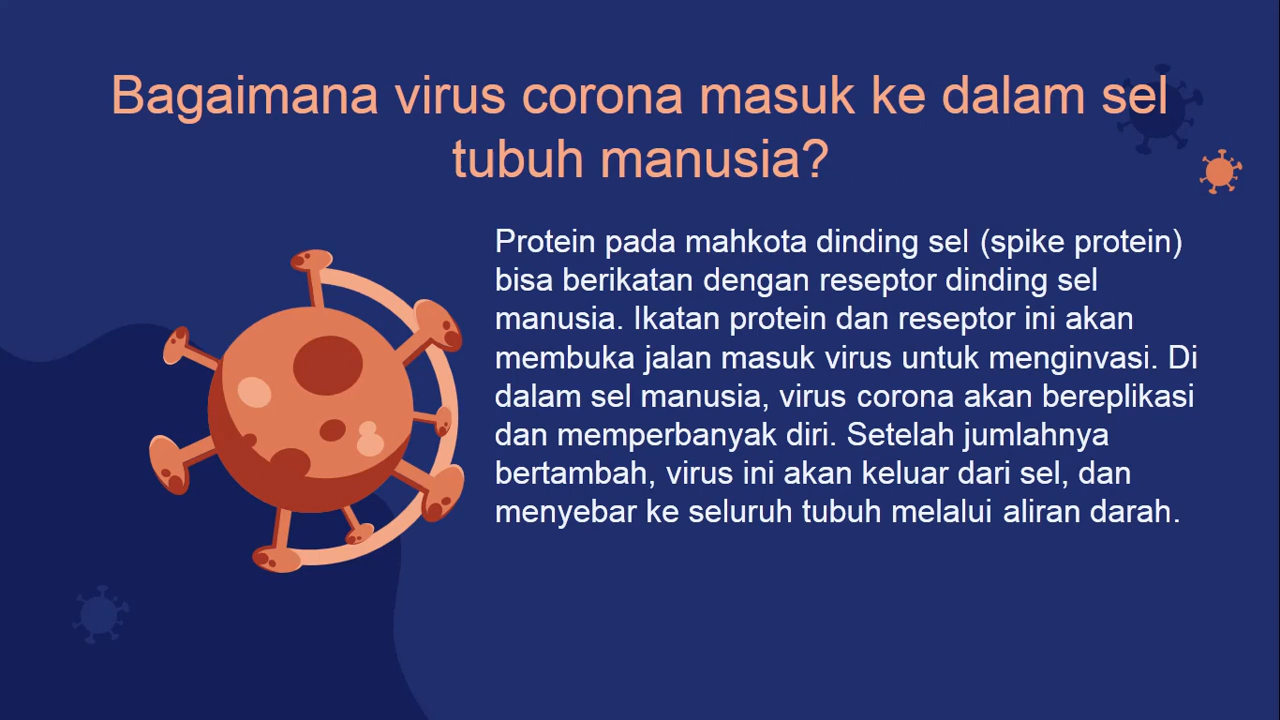 Bagaimana virus corona masuk ke dalam sel
tubuh manusia?
Protein pada mahkota dinding sel (spike protein)
bisa berikatan dengan reseptor dinding sel
manusia. Ikatan protein dan reseptor ini akan
membuka jalan masuk virus untuk menginvasi. Di
dalam sel manusia, virus corona akan bereplikasi
dan memperbanyak diri. Setelah jumlahnya
bertambah, virus ini akan keluar dari sel, dan
menyebar ke seluruh tubuh melalui aliran darah.